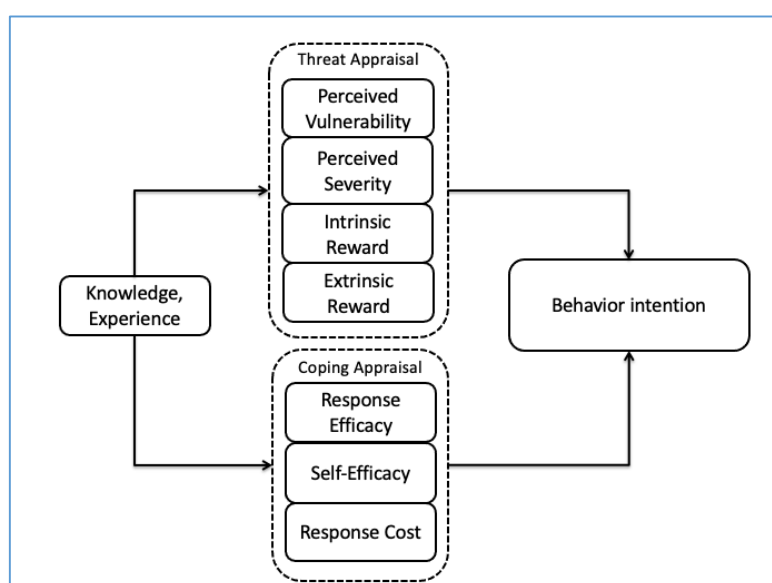 Threat Appraisal
Perceived
Vulnerability
Perceived
Severity
Intrinsic
Reward
Extrinsic
Reward
Knowledge,
Experience
Behavior intention
Coping Appraisal
Response
Efficacy
Self-Efficacy
Response Cost